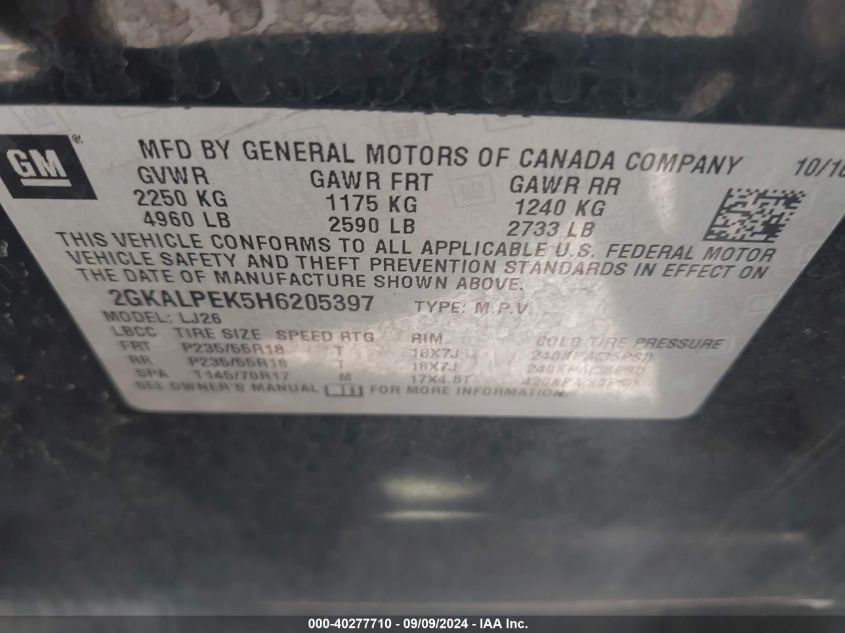 GM ®
MFD BY GENERAL MOTORS OF CANADA COMPANY 10/16
GVWR GAWR FRT GAWR RR
2250 KG 1175 KG 1240 KG
4960 LB 2590 LB 2733 LB
THIS VEHICLE CONFORMS TO ALL APPLICABLE U.S. FEDERAL MOTOR
VEHICLE SAFETY AND THEFT PREVENTION STANDARDS IN EFFECT ON
THE DATE OF MANUFACTURE SHOWN ABOVE.
2GKALPEK5H6205397 TYPE: M.P.V
MODEL: LJ26
LBCC TIRE SIZE SPEED RTG RIM COLD TIRE PRESSURE
FRT P235/55R18 T 18X7J
RR P235/55R18 T 18X7J
SPA T145/70R17 M 17X4.5T
SEE OWNER'S MANUAL FOR MORE INFORMATION
000-40277710 - 09/09/2024 - IAA Inc.